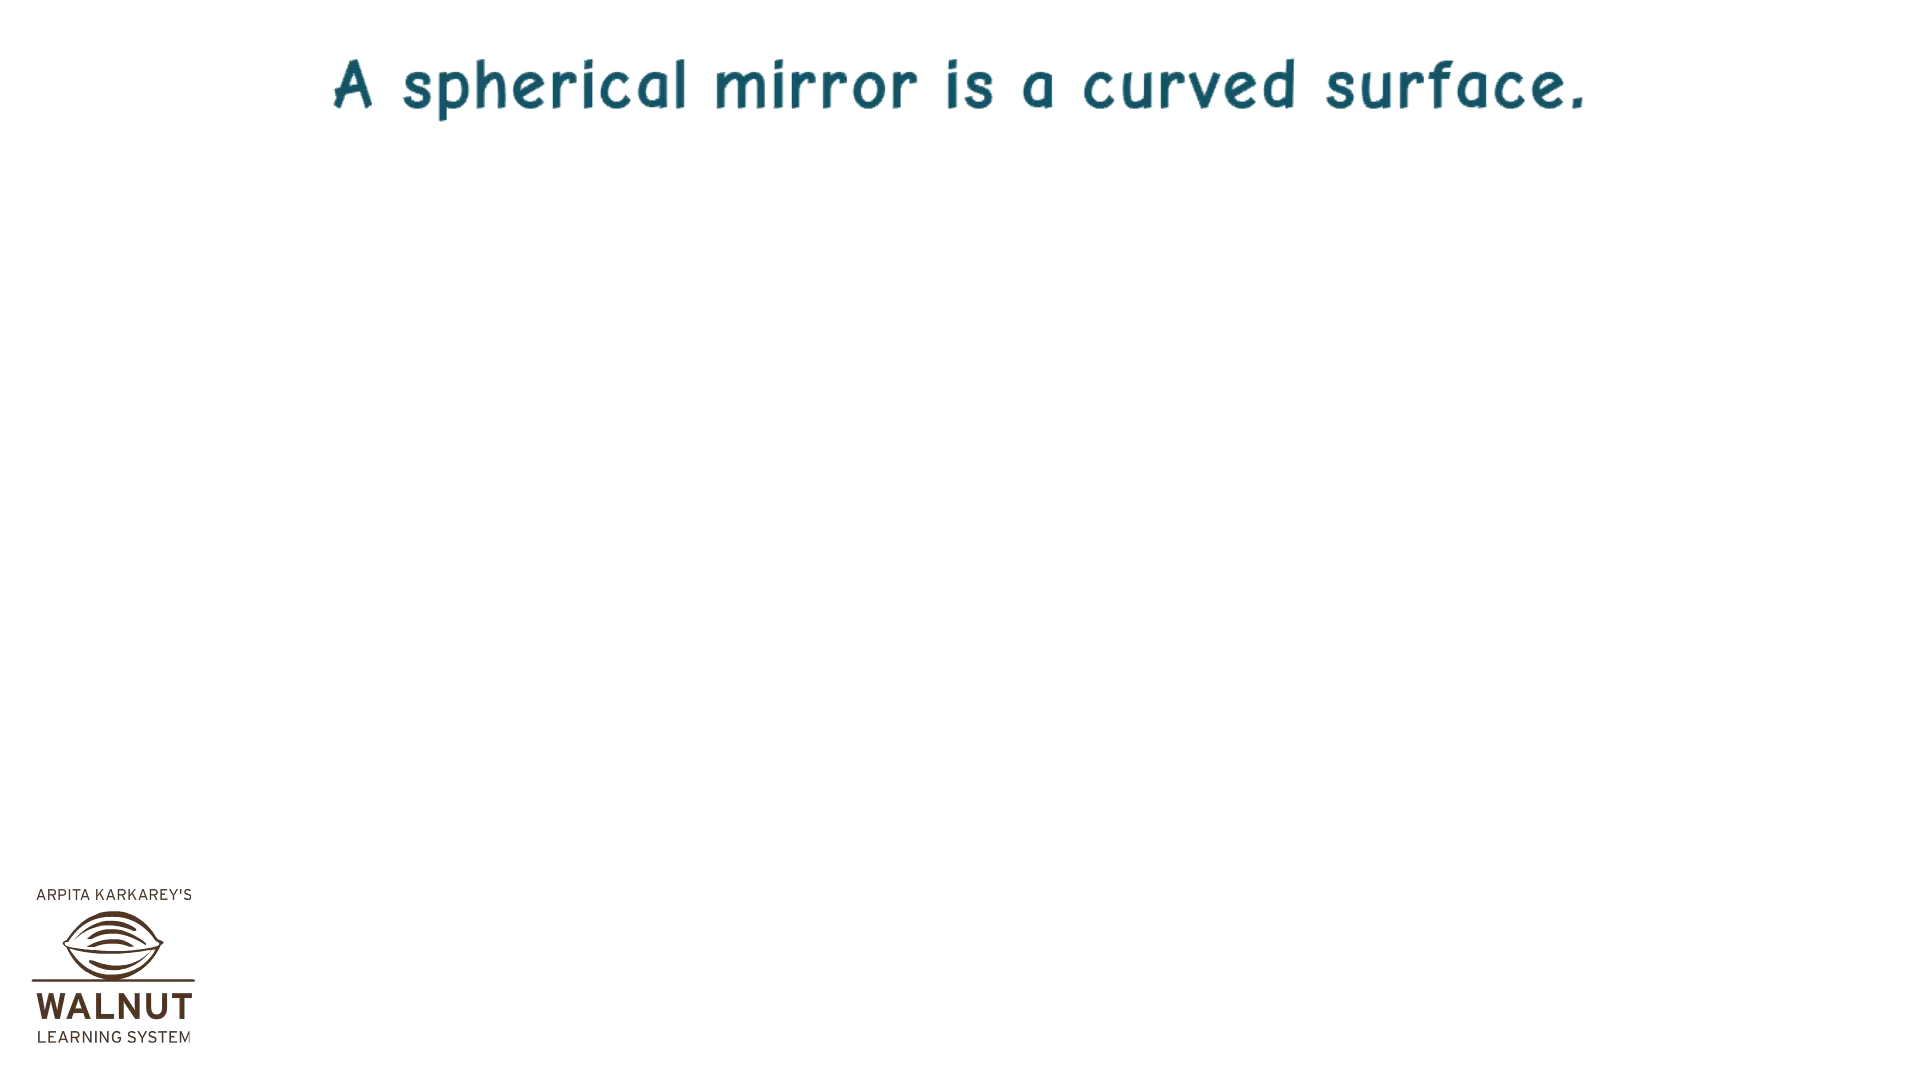 A spherical mirror is a curved surface.
ARPITA KARKAREY'S
WALNUT
LEARNING SYSTEM